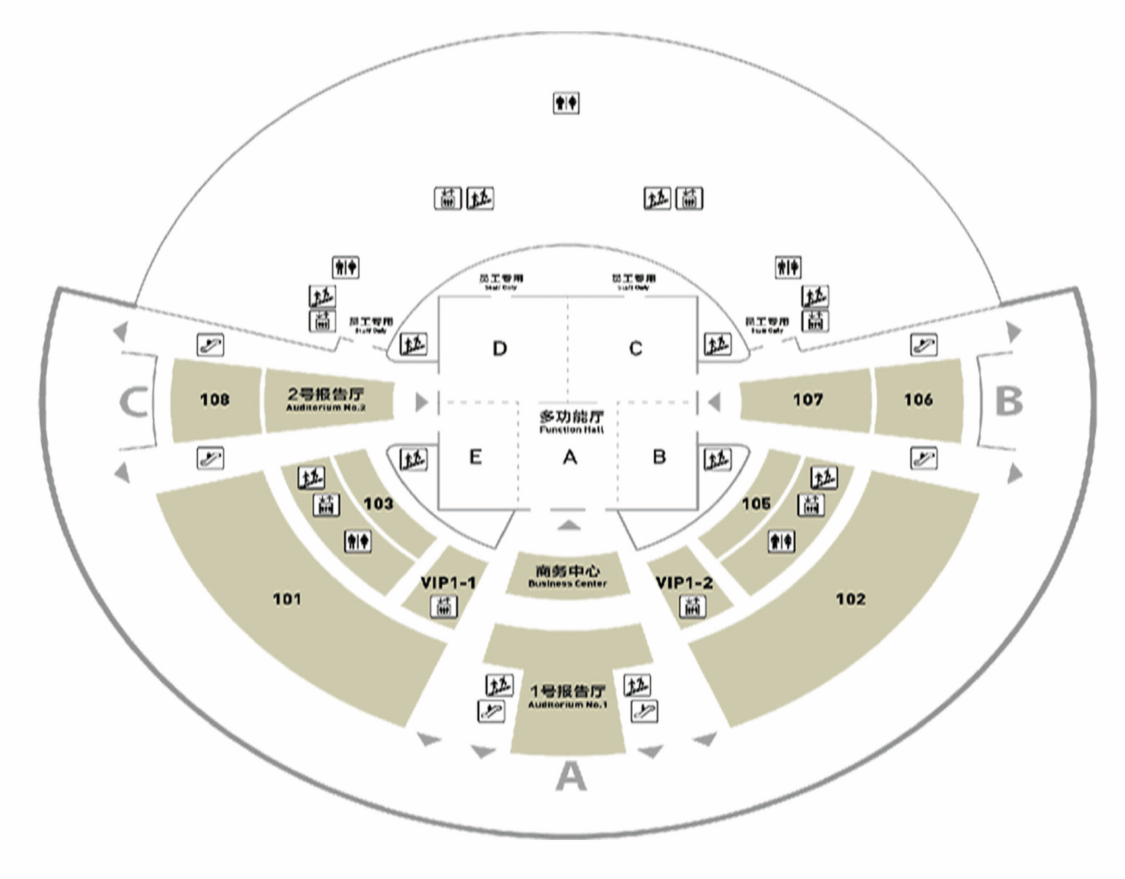 员工专用
Staff Only
员工专用
Staff Only
员工专用
Staff Only
员工专用
Staff Only
D
C
C
108
2号报告厅
Auditorium No.2
多功能厅
Function Hall
107
106
B
E
A
B
103
105
101
VIP1-1
商务中心
Business Center
VIP1-2
102
1号报告厅
Auditorium No.1
A